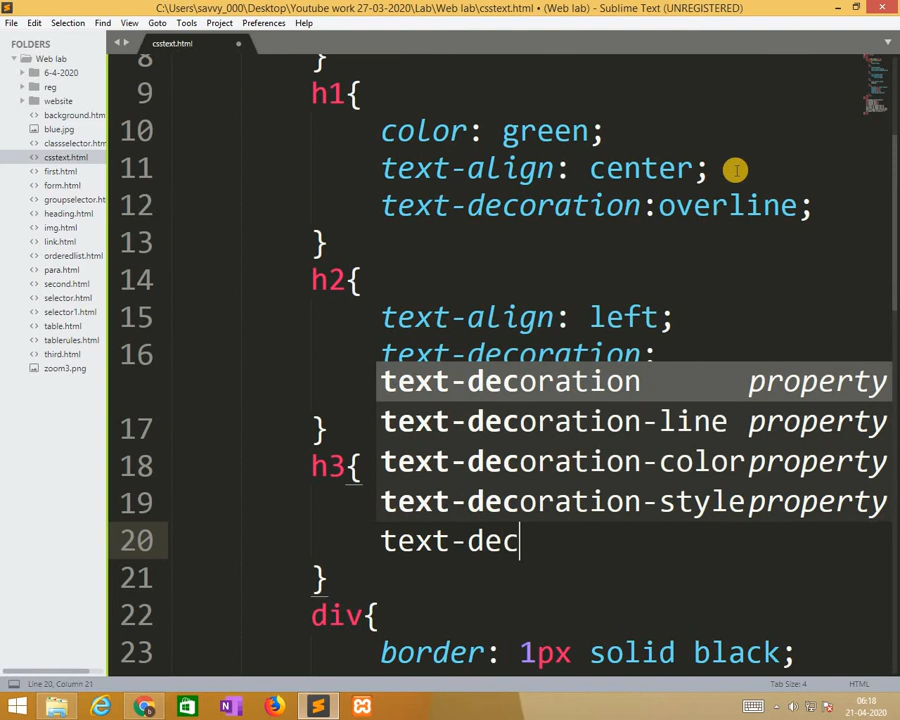 C:\Users\savvy_000\Desktop\Youtube work 27-03-2020\Lab\Web lab\csstext.html • (Web lab) - Sublime Text (UNREGISTERED)
File Edit Selection Find View Goto Tools Project Preferences Help
FOLDERS
Web lab
6-4-2020
reg
website
background.htm
blue.jpg
classselector.htm
csstext.html
first.html
form.html
groupselector.htm
heading.html
img.html
link.html
orderedlist.html
para.html
second.html
selector.html
selector1.html
table.html
tablerules.html
third.html
zoom3.png
csstext.html
8 }
9 h1{
10 color: green;
11 text-align: center;
12 text-decoration:overline;
13 }
14 h2{
15 text-align: left;
16 text-decoration:
text-decoration property
text-decoration-line property
17 }
18 h3{
text-decoration-color property
19
text-decoration-style property
20 text-dec
21 }
22 div{
23 border: 1px solid black;
Line 20, Column 21
Tab Size: 4
HTML
06:18
21-04-2020